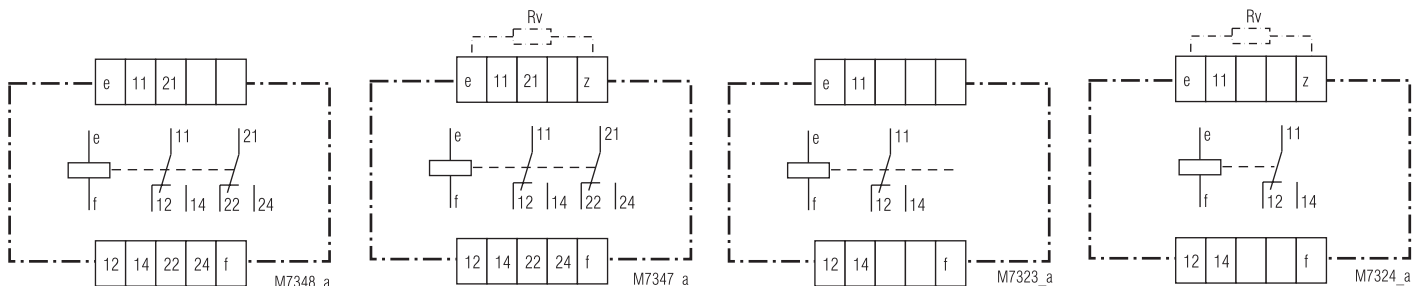 e 11 21
e
11
21
f
12 14 22 24
12 14 22 24 f
M7348_a
Rv
e 11 21 z
e
11
21
f
12 14 22 24
12 14 22 24 f
M7347_a
e 11
e
11
f
12 14
12 14 f
M7323_a
Rv
e 11 z
e
11
f
12 14
12 14 f
M7324_a